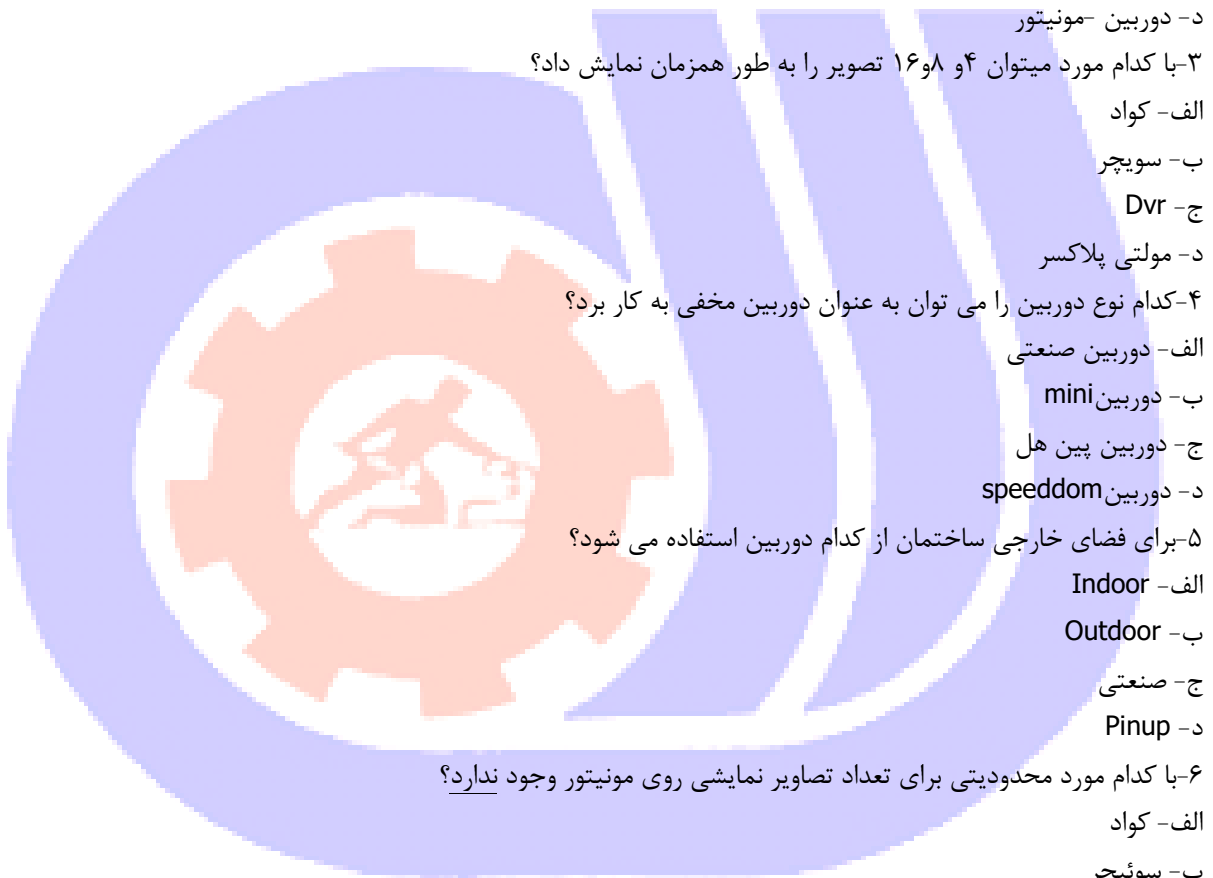 د- دوربین -مونیتور
۳-با کدام مورد میتوان ۴و ۸و۱۶ تصویر را به طور همزمان نمایش داد؟
الف- کواد
ب- سویچر
ج- Dvr
د- مولتی پلاکسر
۴-کدام نوع دوربین را می توان به عنوان دوربین مخفی به کار برد؟
الف- دوربین صنعتی
ب- دوربینmini
ج- دوربین پین هل
د- دوربینspeeddom
۵-برای فضای خارجی ساختمان از کدام دوربین استفاده می شود؟
الف- Indoor
ب- Outdoor
ج- صنعتی
د- Pinup
۶-با کدام مورد محدودیتی برای تعداد تصاویر نمایشی روی مونیتور وجود ندارد؟
الف- کواد
ب- سوئیچر